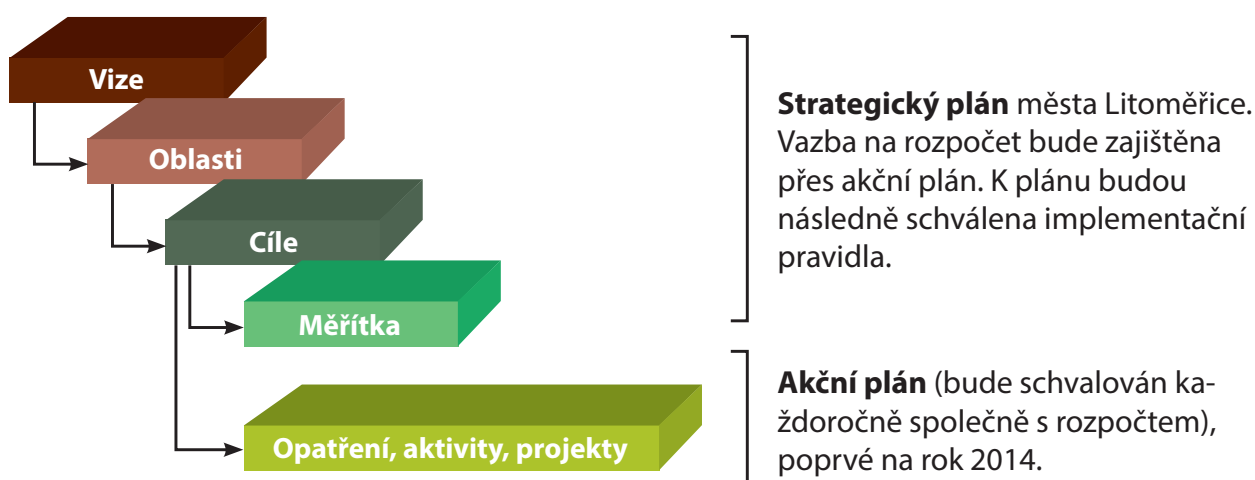 Vize
Oblasti
Cíle
Měřítka
Opatření, aktivity, projekty
Strategický plán města Litoměřice.
Vazba na rozpočet bude zajištěna
přes akční plán. K plánu budou
následně schválena implementační
pravidla.
Akční plán (bude schvalován ka-
ždoročně společně s rozpočtem),
poprvé na rok 2014.